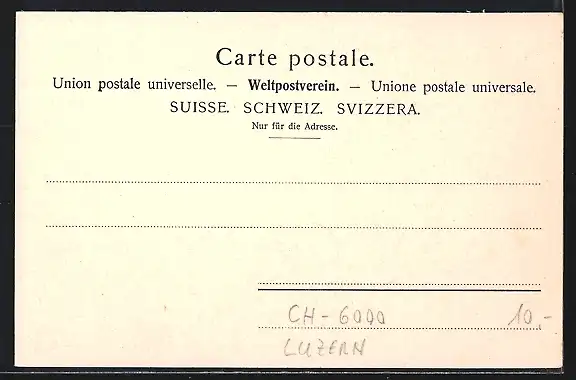 Carte postale.
Union postale universelle. — Weltpostverein. — Unione postale universale.
SUISSE. SCHWEIZ. SVIZZERA.
Nur für die Adresse.
CH - 6000 10.-
LUZERN